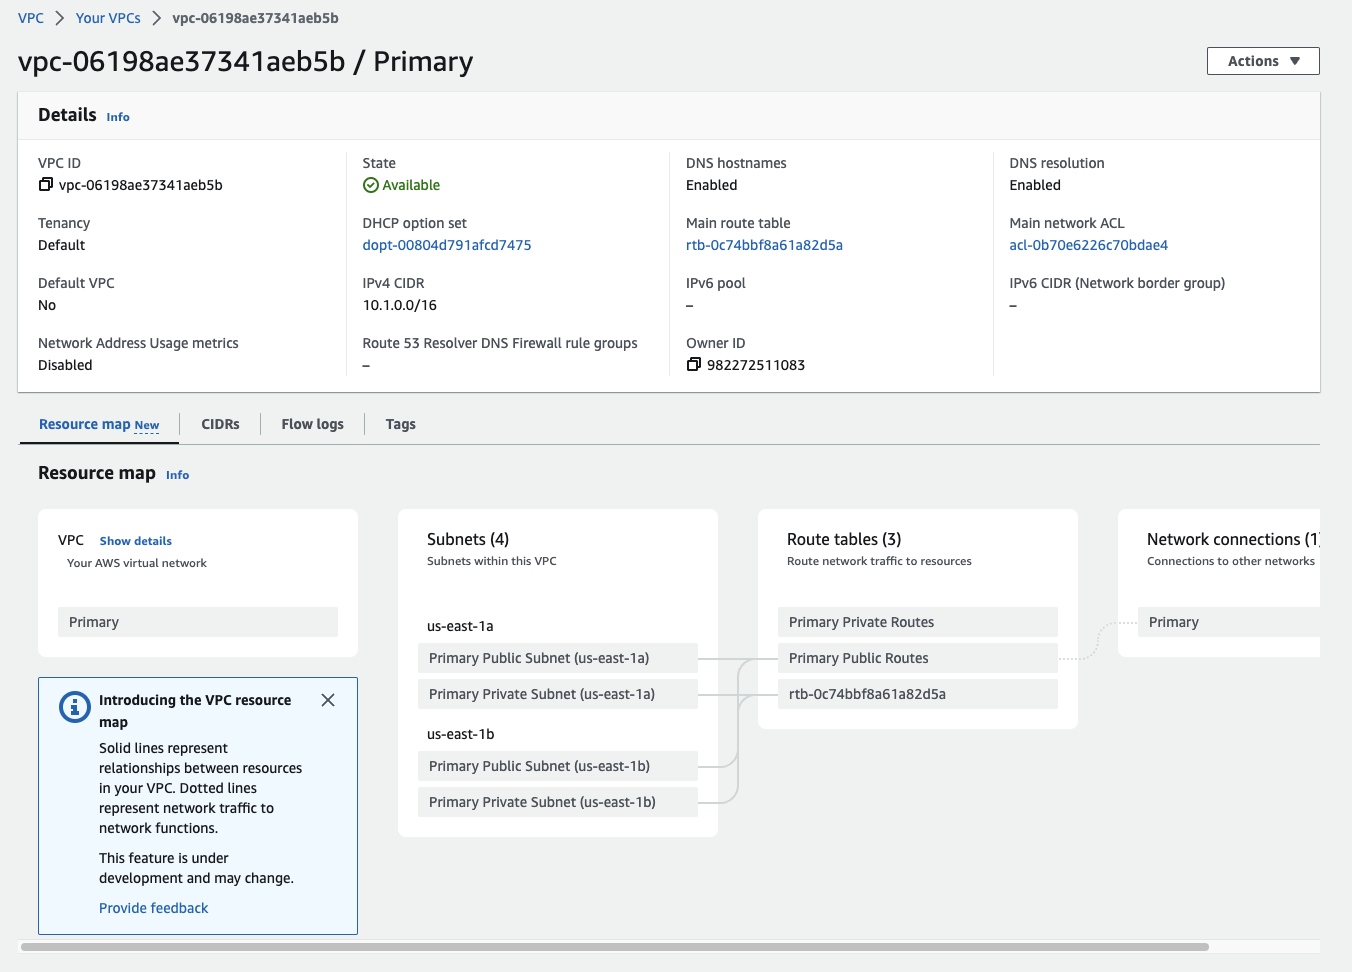 VPC > Your VPCs > vpc-06198ae37341aeb5b
vpc-06198ae37341aeb5b / Primary
Actions ▼
Details Info
VPC ID
vpc-06198ae37341aeb5b
State
Available
DNS hostnames
Enabled
DNS resolution
Enabled
Tenancy
Default
DHCP option set
dopt-00804d791afcd7475
Main route table
rtb-0c74bbf8a61a82d5a
Main network ACL
acl-0b70e6226c70bdae4
Default VPC
No
IPv4 CIDR
10.1.0.0/16
IPv6 pool
–
IPv6 CIDR (Network border group)
–
Network Address Usage metrics
Disabled
Route 53 Resolver DNS Firewall rule groups
–
Owner ID
982272511083
Resource map New
CIDRs
Flow logs
Tags
Resource map Info
VPC Show details
Your AWS virtual network
Primary
Introducing the VPC resource
map
Solid lines represent
relationships between resources
in your VPC. Dotted lines
represent network traffic to
network functions.
This feature is under
development and may change.
Provide feedback
Subnets (4)
Subnets within this VPC
us-east-1a
Primary Public Subnet (us-east-1a)
Primary Private Subnet (us-east-1a)
us-east-1b
Primary Public Subnet (us-east-1b)
Primary Private Subnet (us-east-1b)
Route tables (3)
Route network traffic to resources
Primary Private Routes
Primary Public Routes
rtb-0c74bbf8a61a82d5a
Network connections (1
Connections to other networks
Primary